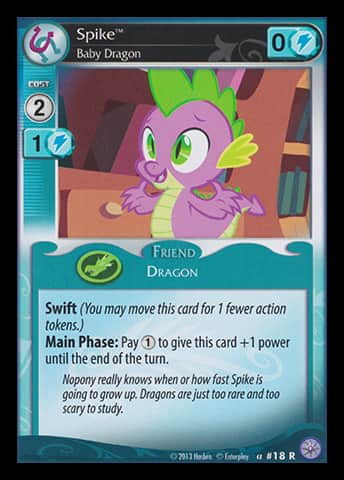 Spike™
Baby Dragon
0
COST
2
1
FRIEND
DRAGON
Swift (You may move this card for 1 fewer action
tokens.)
Main Phase: Pay 1 to give this card +1 power
until the end of the turn.
Nopony really knows when or how fast Spike is
going to grow up. Dragons are just too rare and too
scary to study.
© 2013 Hasbro. © Enterplay α #18 R